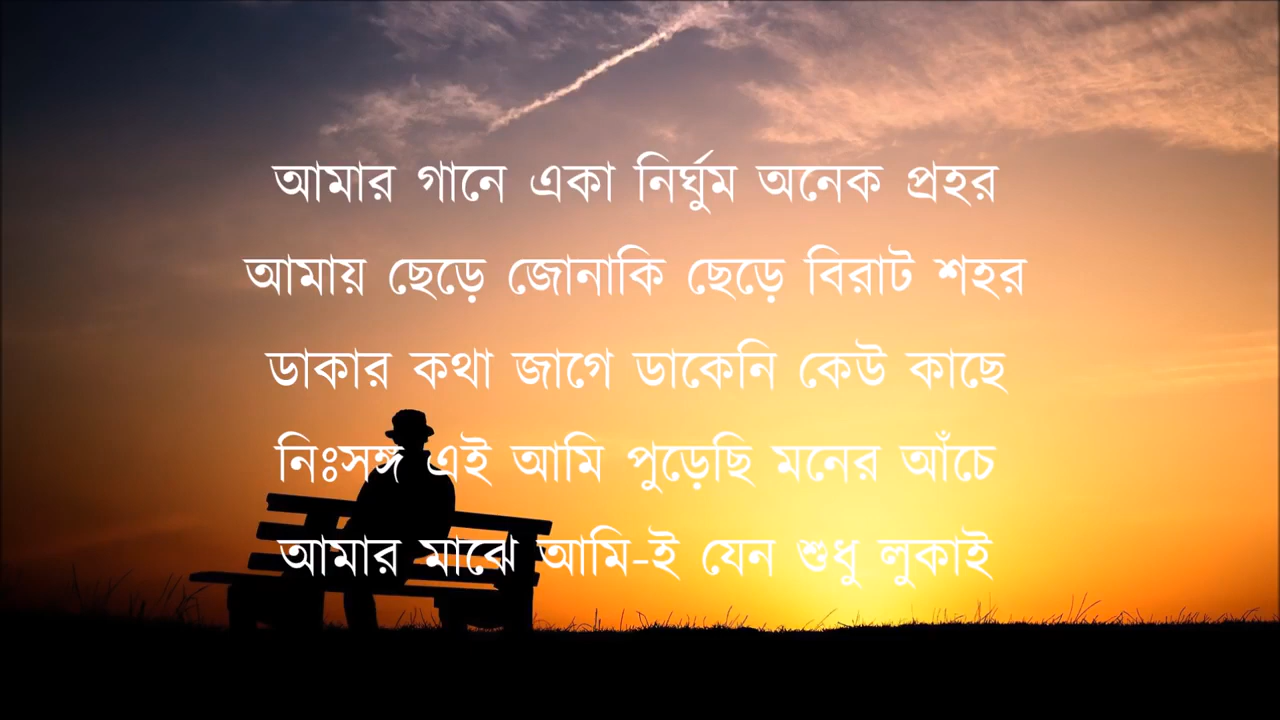 আমার গানে একা নির্ঘুম অনেক প্রহর
আমায় ছেড়ে জোনাকি ছেড়ে বিরাট শহর
ডাকার কথা জাগে ডাকেনি কেউ কাছে
নিঃসঙ্গ এই আমি পুড়েছি মনের আঁচে
আমার মাঝে আমি-ই যেন শুধু লুকাই